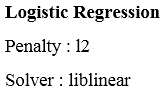 Logistic Regression
Penalty : l2
Solver : liblinear